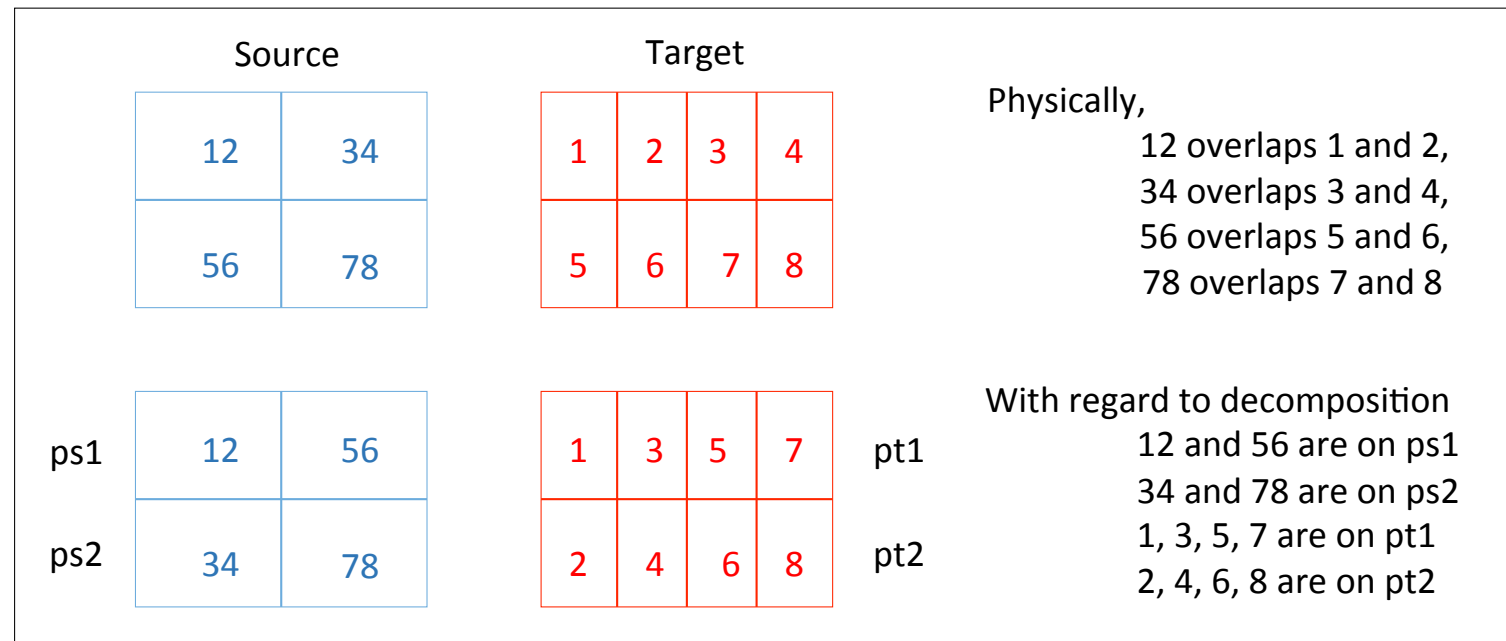 Source Target
12 34
56 78
1 2 3 4
5 6 7 8
Physically,
12 overlaps 1 and 2,
34 overlaps 3 and 4,
56 overlaps 5 and 6,
78 overlaps 7 and 8
ps1 12 56
ps2 34 78
1 3 5 7 pt1
2 4 6 8 pt2
With regard to decomposition
12 and 56 are on ps1
34 and 78 are on ps2
1, 3, 5, 7 are on pt1
2, 4, 6, 8 are on pt2